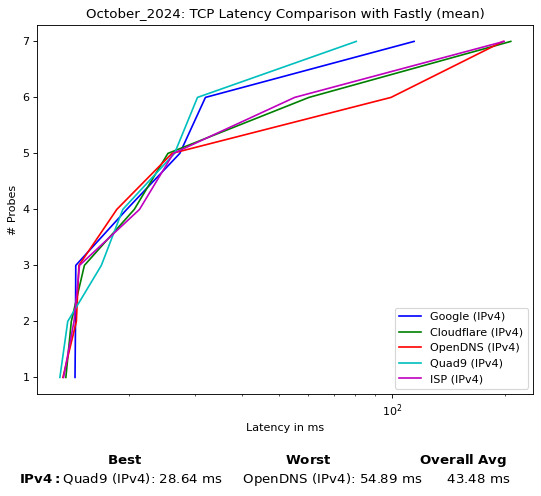 October_2024: TCP Latency Comparison with Fastly (mean)
7
6
5
4
3
2
1
# Probes
10²
Latency in ms
Google (IPv4)
Cloudflare (IPv4)
OpenDNS (IPv4)
Quad9 (IPv4)
ISP (IPv4)
Best Worst Overall Avg
IPv4: Quad9 (IPv4): 28.64 ms OpenDNS (IPv4): 54.89 ms 43.48 ms